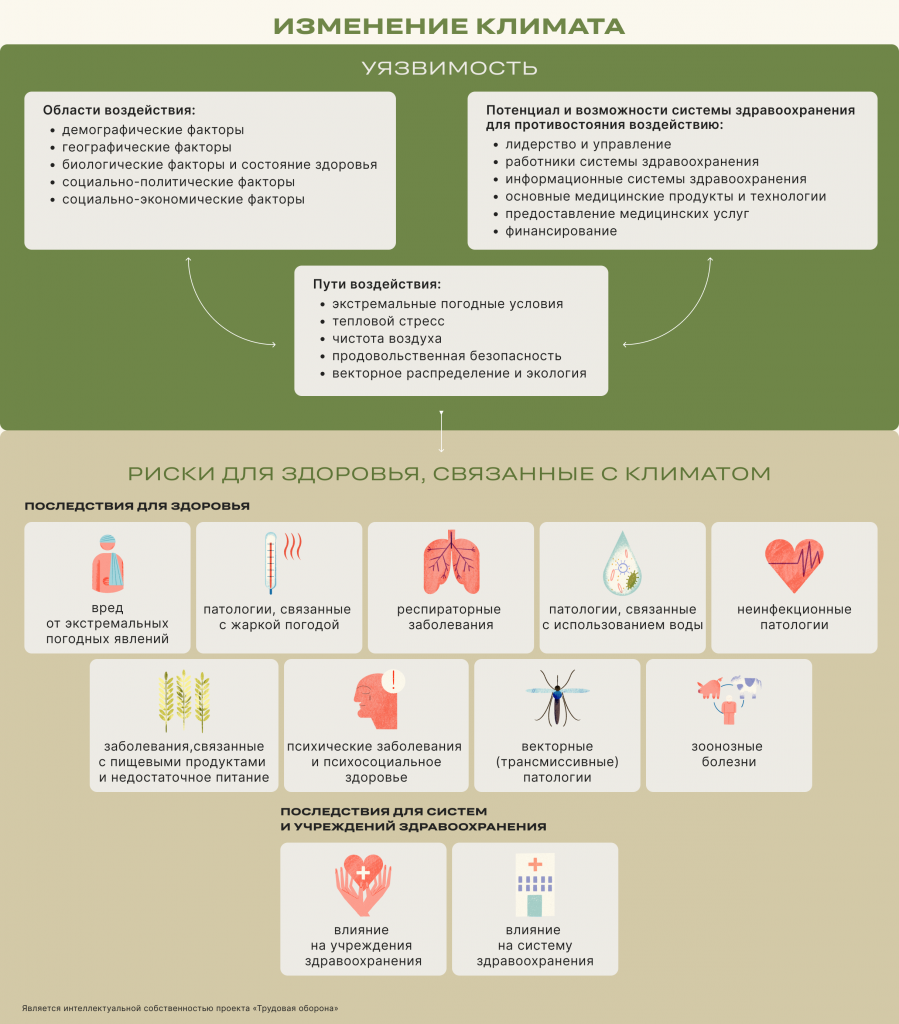 ИЗМЕНЕНИЕ КЛИМАТА
УЯЗВИМОСТЬ
Области воздействия:
• демографические факторы
• географические факторы
• биологические факторы и состояние здоровья
• социально-политические факторы
• социально-экономические факторы
Потенциал и возможности системы здравоохранения
для противостояния воздействию:
• лидерство и управление
• работники системы здравоохранения
• информационные системы здравоохранения
• основные медицинские продукты и технологии
• предоставление медицинских услуг
• финансирование
Пути воздействия:
• экстремальные погодные условия
• тепловой стресс
• чистота воздуха
• продовольственная безопасность
• векторное распределение и экология
РИСКИ ДЛЯ ЗДОРОВЬЯ, СВЯЗАННЫЕ С КЛИМАТОМ
ПОСЛЕДСТВИЯ ДЛЯ ЗДОРОВЬЯ
вред
от экстремальных
погодных явлений
патологии, связанные
с жаркой погодой
респираторные
заболевания
патологии, связанные
с использованием воды
неинфекционные
патологии
заболевания,связанные
с пищевыми продуктами
и недостаточное питание
!
психические заболевания
и психосоциальное
здоровье
векторные
(трансмиссивные)
патологии
зоонозные
болезни
ПОСЛЕДСТВИЯ ДЛЯ СИСТЕМ
И УЧРЕЖДЕНИЙ ЗДРАВООХРАНЕНИЯ
влияние
на учреждения
здравоохранения
влияние
на систему
здравоохранения
Является интеллектуальной собственностью проекта «Трудовая оборона»